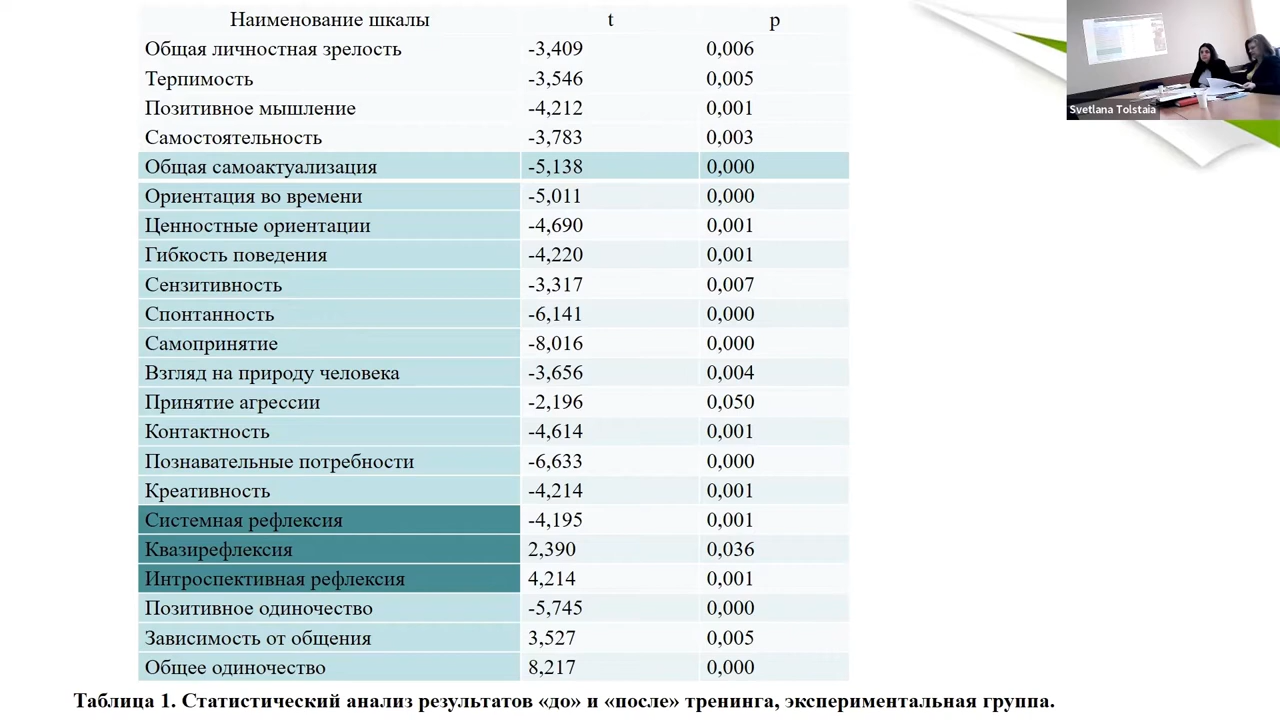 Наименование шкалы t p
Общая личностная зрелость -3,409 0,006
Терпимость -3,546 0,005
Позитивное мышление -4,212 0,001
Самостоятельность -3,783 0,003
Общая самоактуализация -5,138 0,000
Ориентация во времени -5,011 0,000
Ценностные ориентации -4,690 0,001
Гибкость поведения -4,220 0,001
Сензитивность -3,317 0,007
Спонтанность -6,141 0,000
Самопринятие -8,016 0,000
Взгляд на природу человека -3,656 0,004
Принятие агрессии -2,196 0,050
Контактность -4,614 0,001
Познавательные потребности -6,633 0,000
Креативность -4,214 0,001
Системная рефлексия -4,195 0,001
Квазирефлексия 2,390 0,036
Интроспективная рефлексия 4,214 0,001
Позитивное одиночество -5,745 0,000
Зависимость от общения 3,527 0,005
Общее одиночество 8,217 0,000
Таблица 1. Статистический анализ результатов «до» и «после» тренинга, экспериментальная группа.
Svetlana Tolstaia